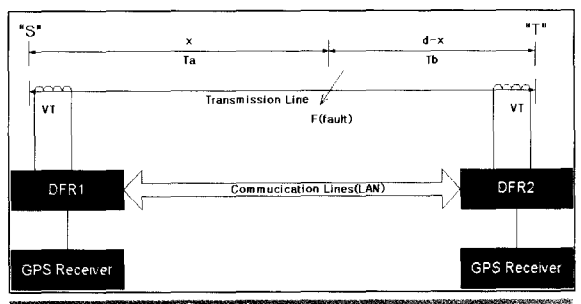 "S" "T"
x d-x
Ta Tb
Transmission Line
VT VT
F(fault)
DFR1 Commucication Lines(LAN) DFR2
GPS Receiver GPS Receiver